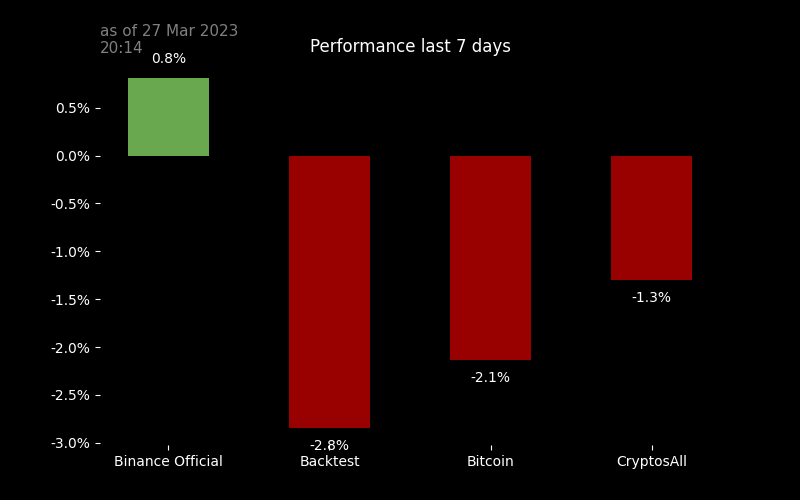 as of 27 Mar 2023
20:14
Performance last 7 days
0.8%
0.5%
0.0%
-0.5%
-1.0%
-1.5%
-2.0%
-2.5%
-3.0%
-1.3%
-2.1%
-2.8%
Binance Official
Backtest
Bitcoin
CryptosAll